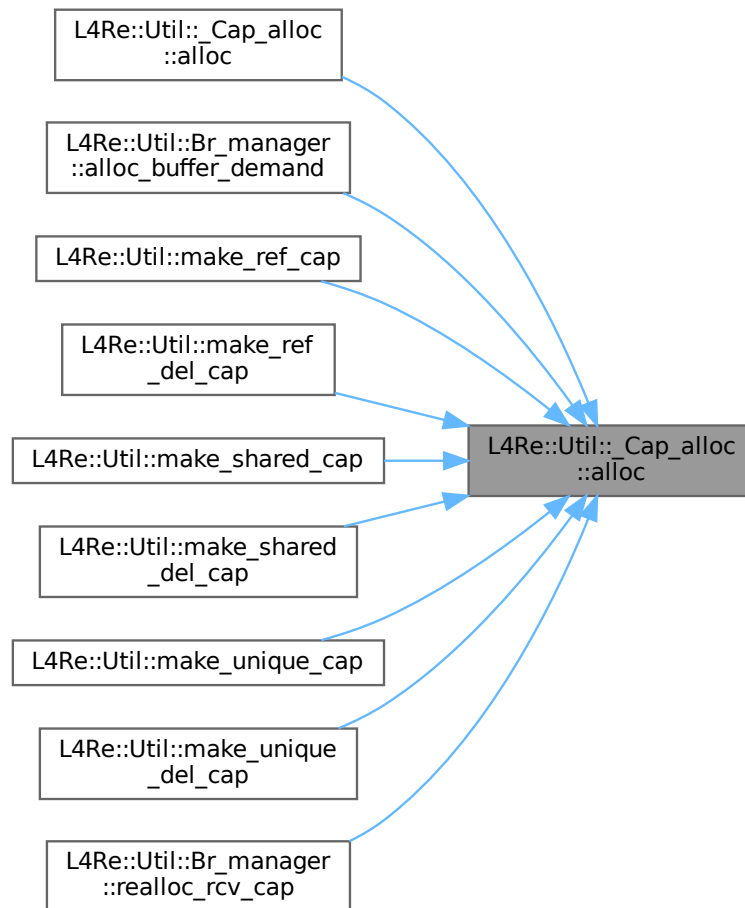 L4Re::Util::_Cap_alloc
::alloc
L4Re::Util::Br_manager
::alloc_buffer_demand
L4Re::Util::make_ref_cap
L4Re::Util::make_ref
_del_cap
L4Re::Util::make_shared_cap
L4Re::Util::make_shared
_del_cap
L4Re::Util::make_unique_cap
L4Re::Util::make_unique
_del_cap
L4Re::Util::Br_manager
::realloc_rcv_cap
L4Re::Util::_Cap_alloc
::alloc